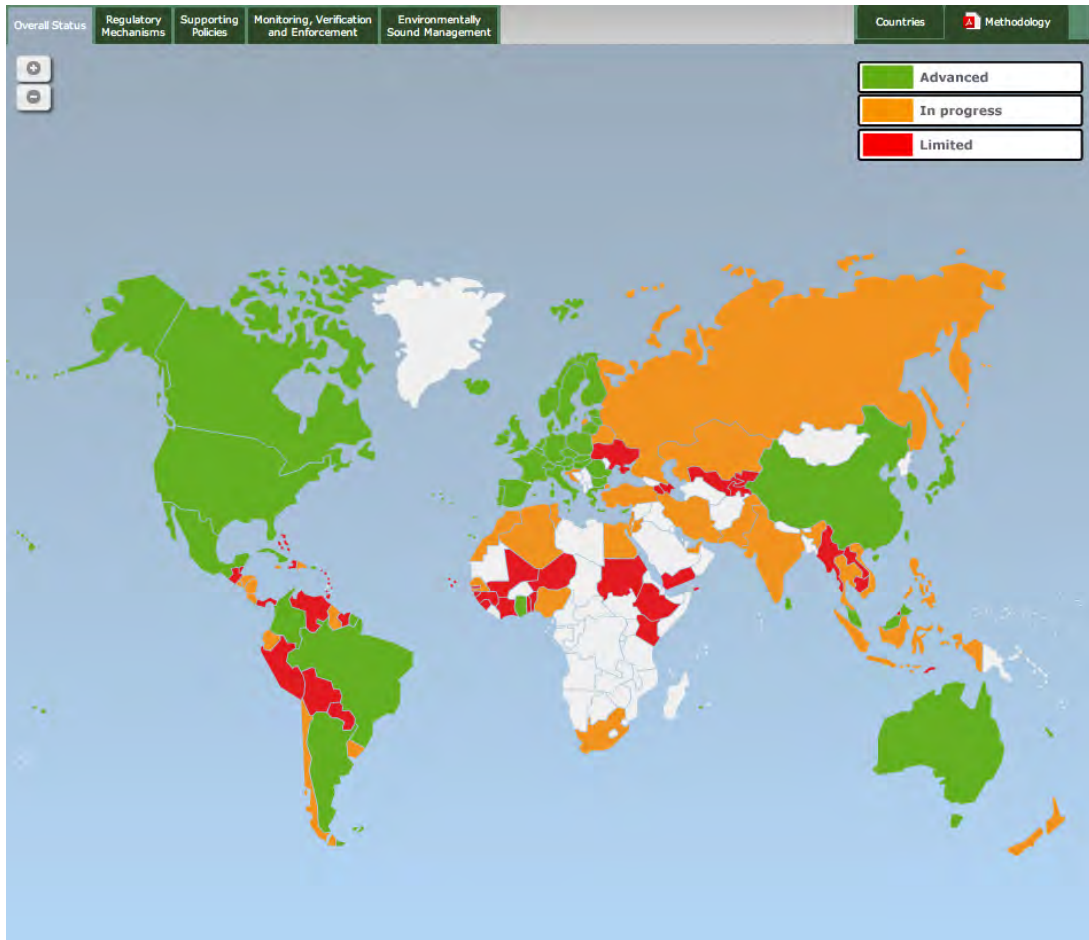 Overall Status
Regulatory
Mechanisms
Supporting
Policies
Monitoring, Verification
and Enforcement
Environmentally
Sound Management
Countries
Methodology
Advanced
In progress
Limited